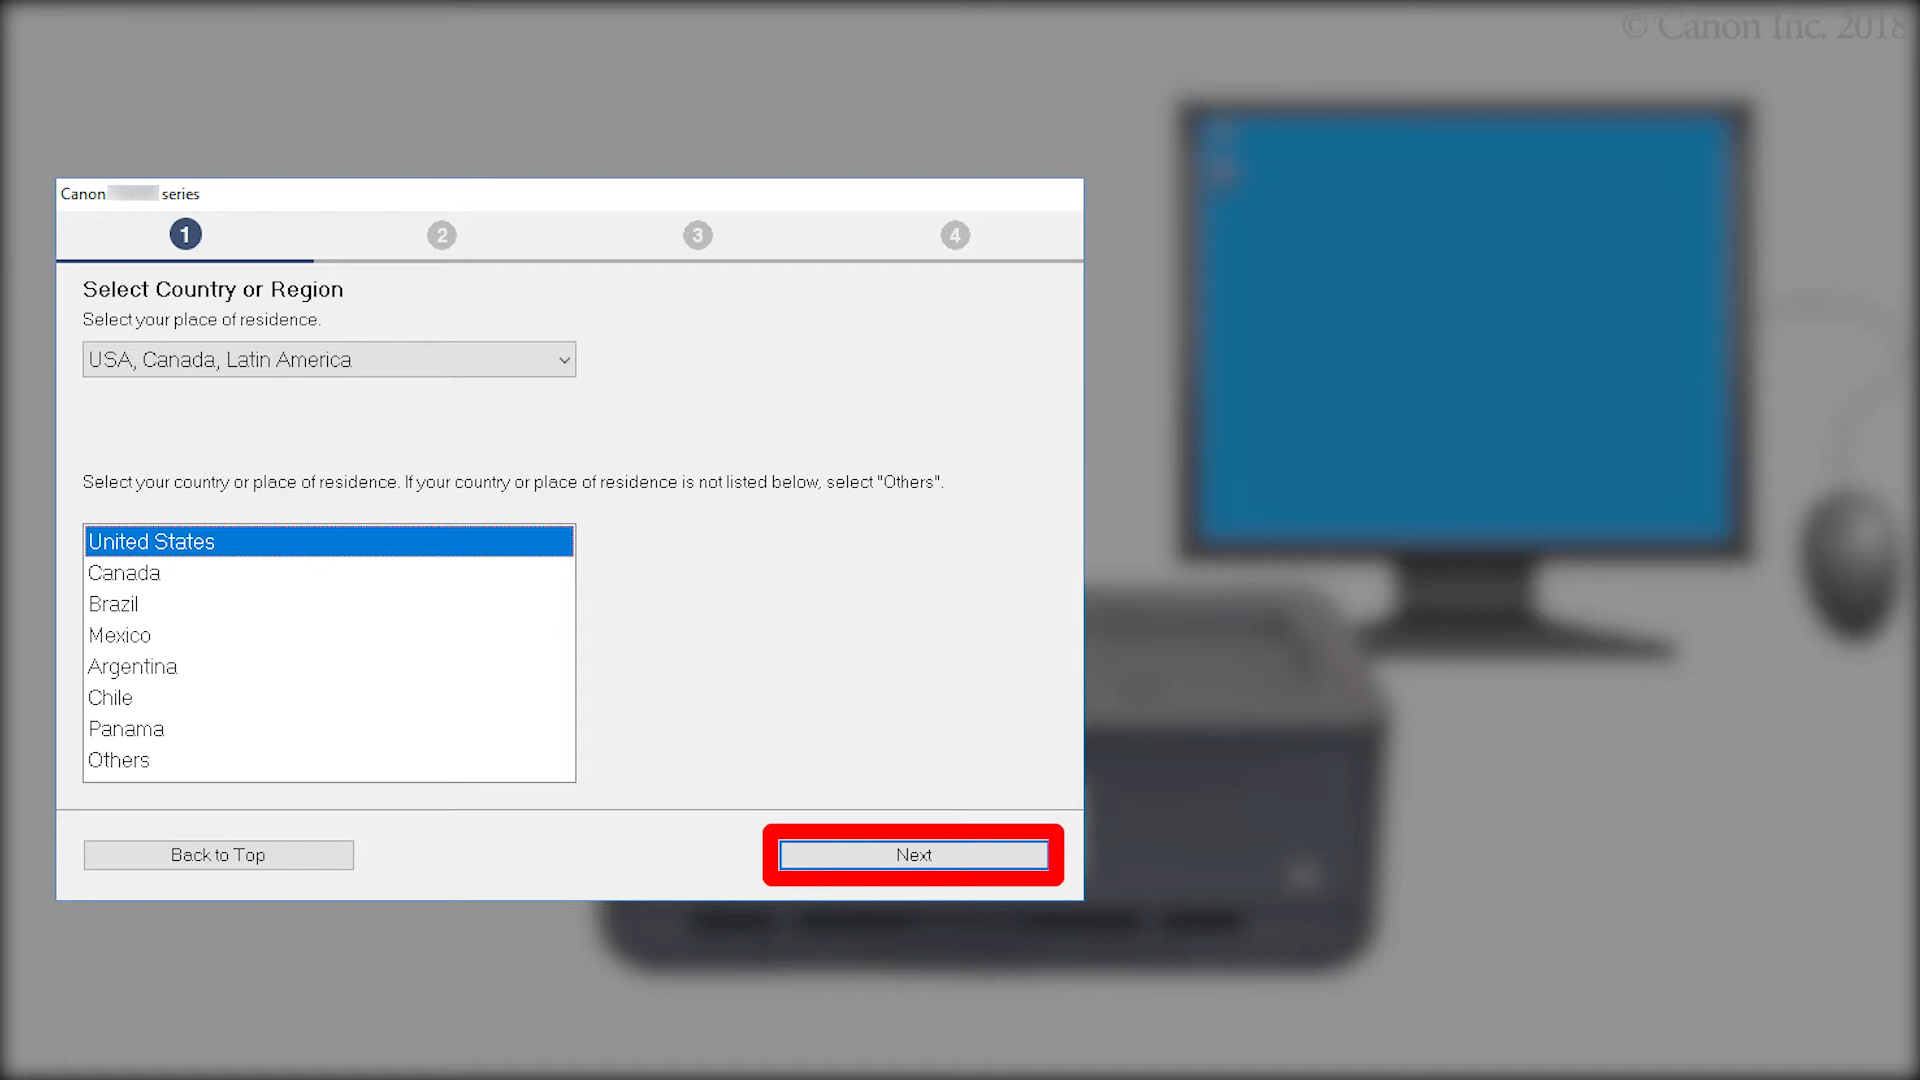 © Canon Inc. 2018
Canon series
1
2
3
4
Select Country or Region
Select your place of residence.
USA, Canada, Latin America
Select your country or place of residence. If your country or place of residence is not listed below, select "Others".
United States
Canada
Brazil
Mexico
Argentina
Chile
Panama
Others
Back to Top
Next